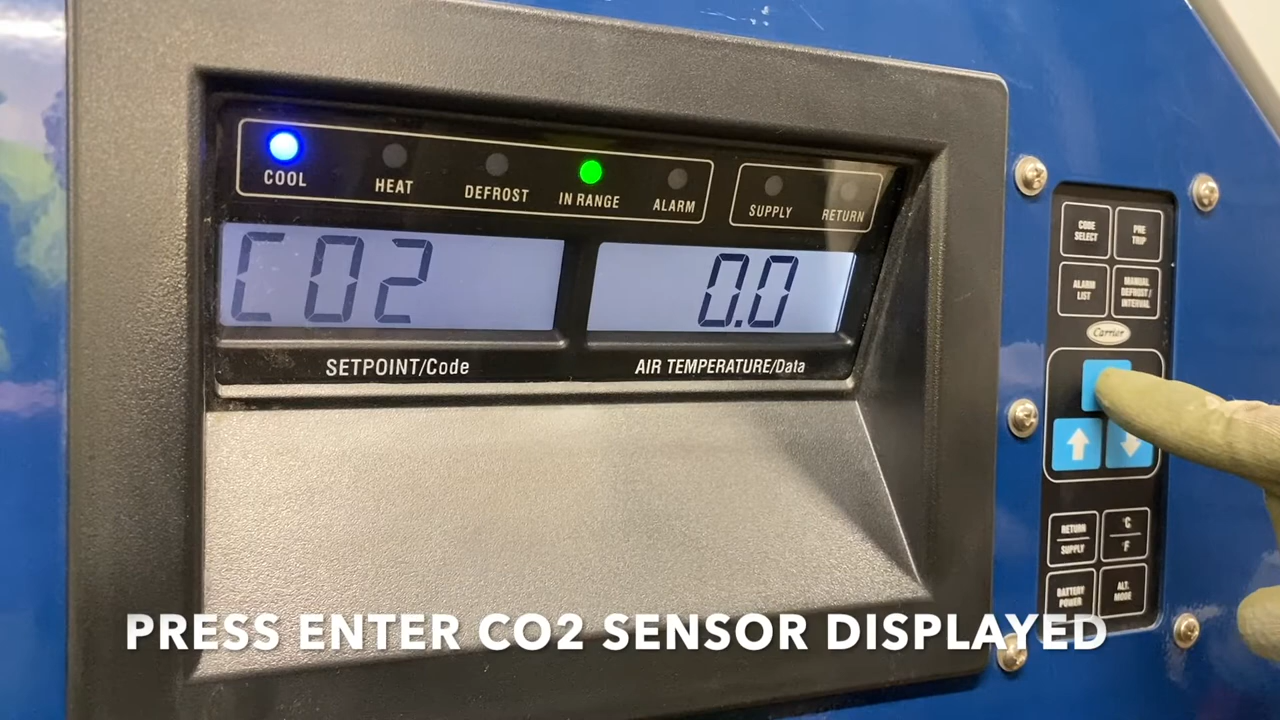 COOL
HEAT
DEFROST
IN RANGE
ALARM
SUPPLY
RETURN
CO2
0.0
SETPOINT/Code
AIR TEMPERATURE/Data
CODE
SELECT
PRE
TRIP
ALARM
LIST
MANUAL
DEFROST/
INTERVAL
Carrier
RETURN
SUPPLY
°C
°F
BATTERY
POWER
ALT.
MODE
PRESS ENTER CO2 SENSOR DISPLAYED